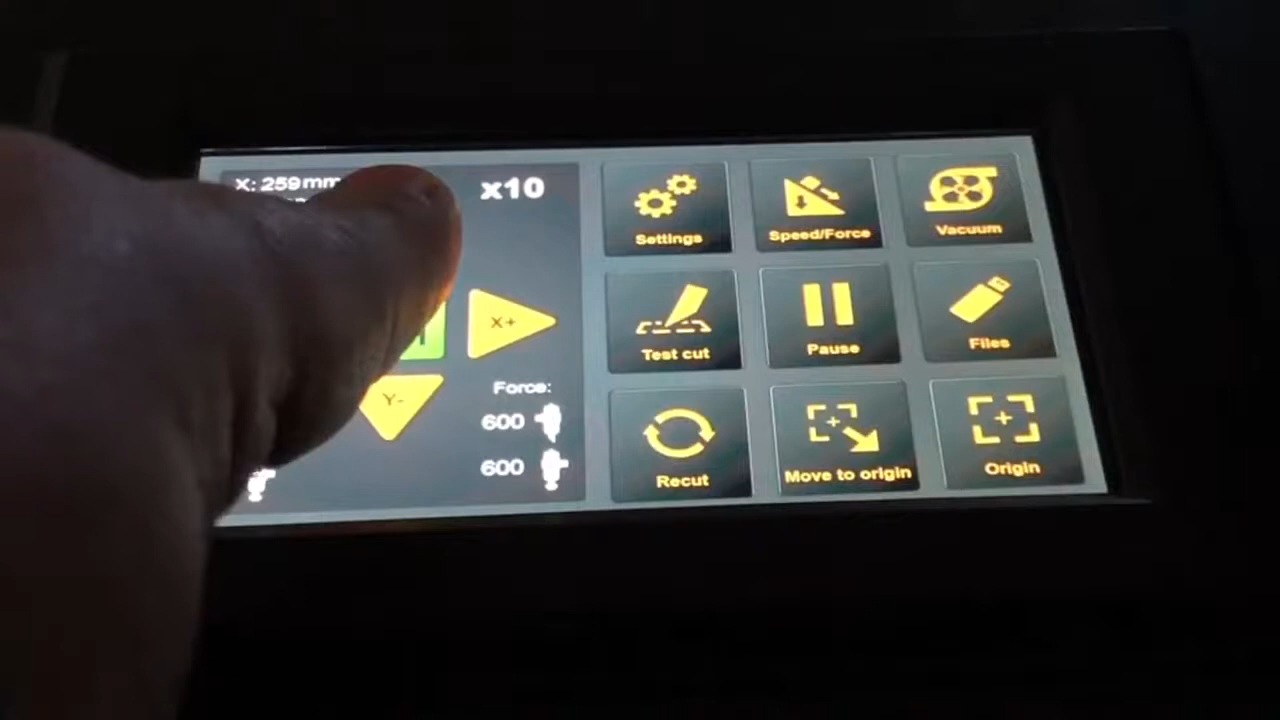 X: 259mm
x10
X+
Y-
Force:
600
600
Settings
Speed/Force
Vacuum
Test cut
Pause
Files
Recut
Move to origin
Origin